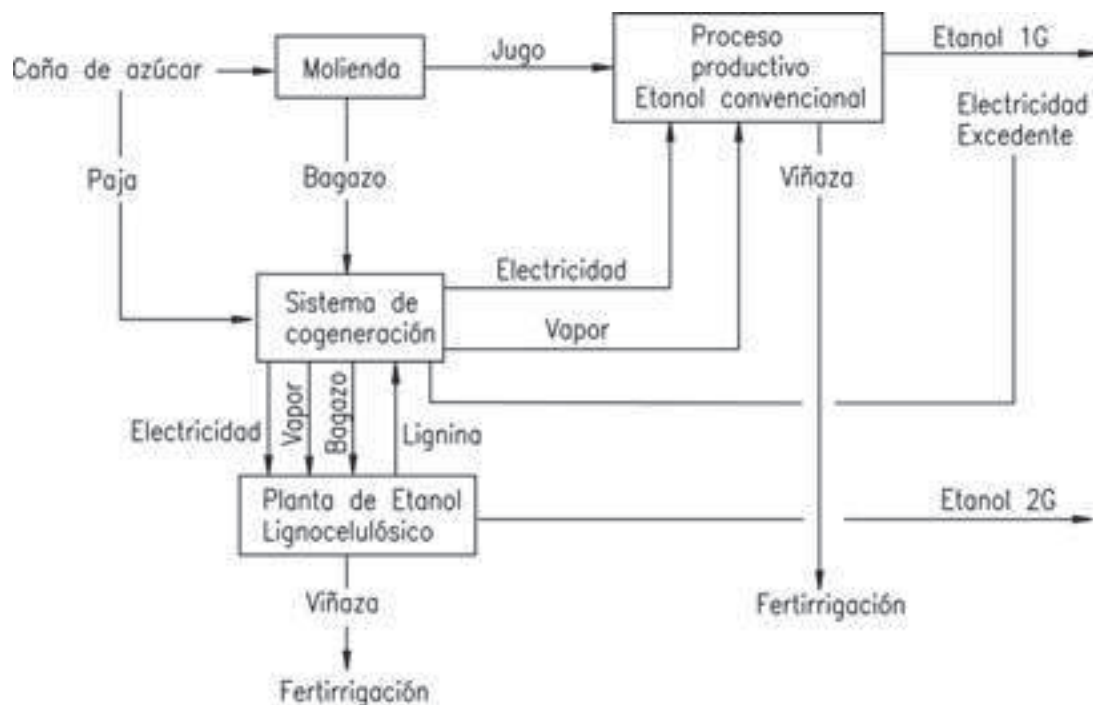 Caña de azúcar
Molienda
Jugo
Proceso
productivo
Etanol convencional
Etanol 1G
Electricidad
Excedente
Paja
Bagazo
Viñaza
Electricidad
Sistema de
cogeneración
Vapor
Electricidad
Vapor
Bagazo
Lignina
Planta de Etanol
Lignocelulósico
Etanol 2G
Viñaza
Fertirrigación
Fertirrigación